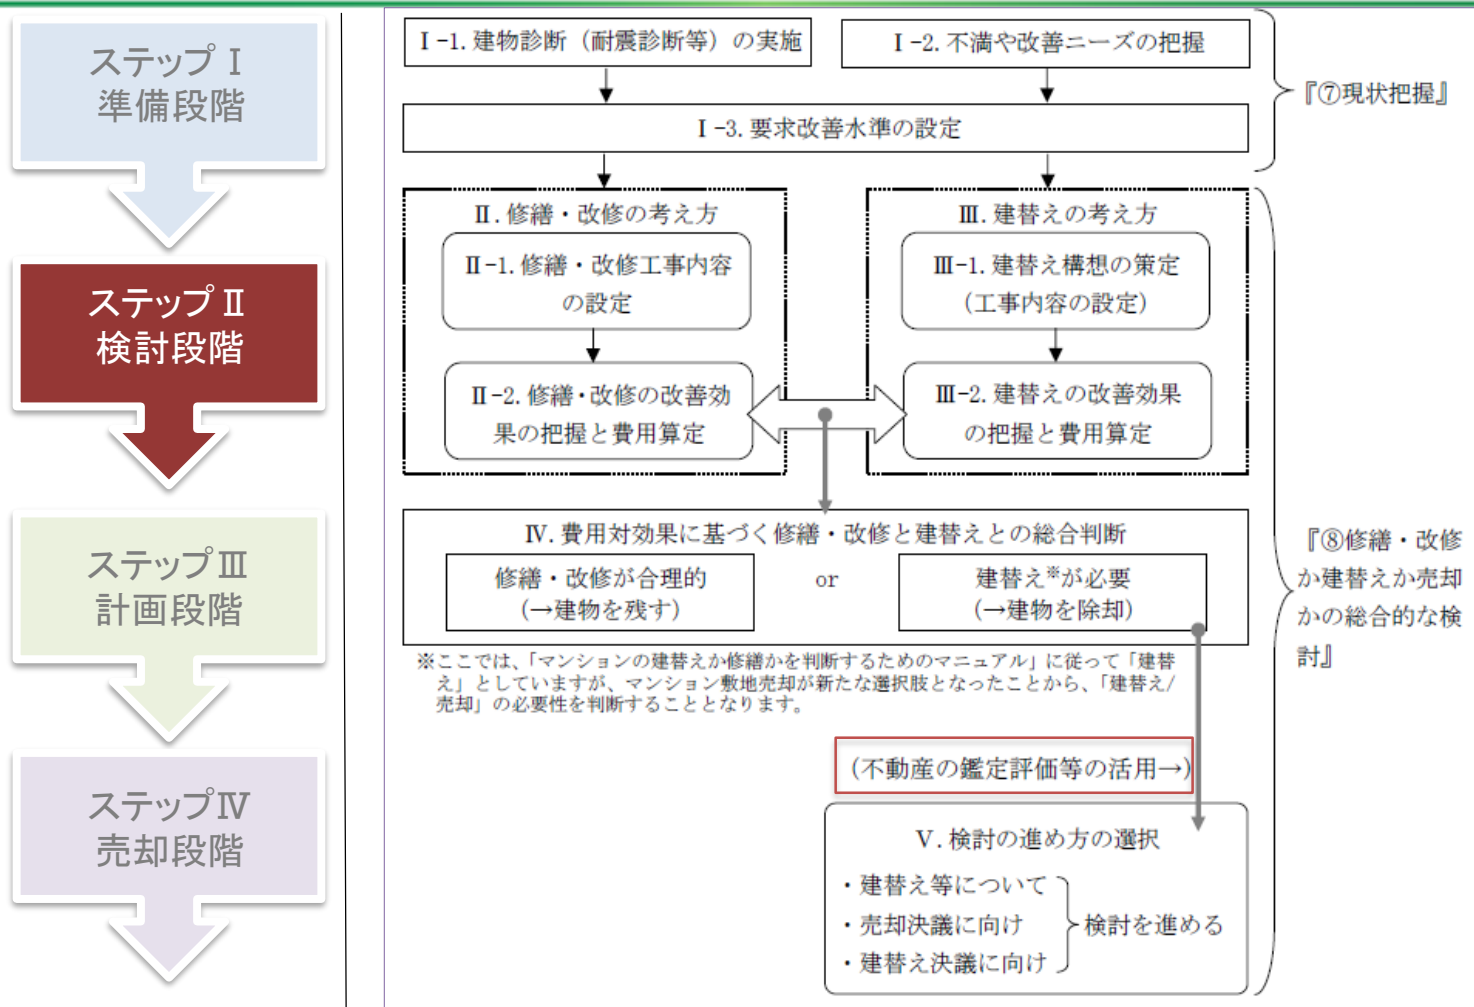 ステップⅠ
準備段階
ステップⅡ
検討段階
ステップⅢ
計画段階
ステップⅣ
売却段階
Ⅰ-1. 建物診断（耐震診断等）の実施
Ⅰ-2. 不満や改善ニーズの把握
Ⅰ-3. 要求改善水準の設定
『⑦現状把握』
Ⅱ. 修繕・改修の考え方
Ⅱ-1. 修繕・改修工事内容
の設定
Ⅱ-2. 修繕・改修の改善効
果の把握と費用算定
Ⅲ. 建替えの考え方
Ⅲ-1. 建替え構想の策定
（工事内容の設定）
Ⅲ-2. 建替えの改善効果
の把握と費用算定
Ⅳ. 費用対効果に基づく修繕・改修と建替えとの総合判断
修繕・改修が合理的
(→建物を残す)
or
建替え※が必要
(→建物を除却)
※ここでは、「マンションの建替えか修繕かを判断するためのマニュアル」に従って「建替
え」としていますが、マンション敷地売却が新たな選択肢となったことから、「建替え/
売却」の必要性を判断することとなります。
(不動産の鑑定評価等の活用→)
Ⅴ. 検討の進め方の選択
・建替え等について
・売却決議に向け
・建替え決議に向け
検討を進める
『⑧修繕・改修
か建替えか売却
かの総合的な検
討』